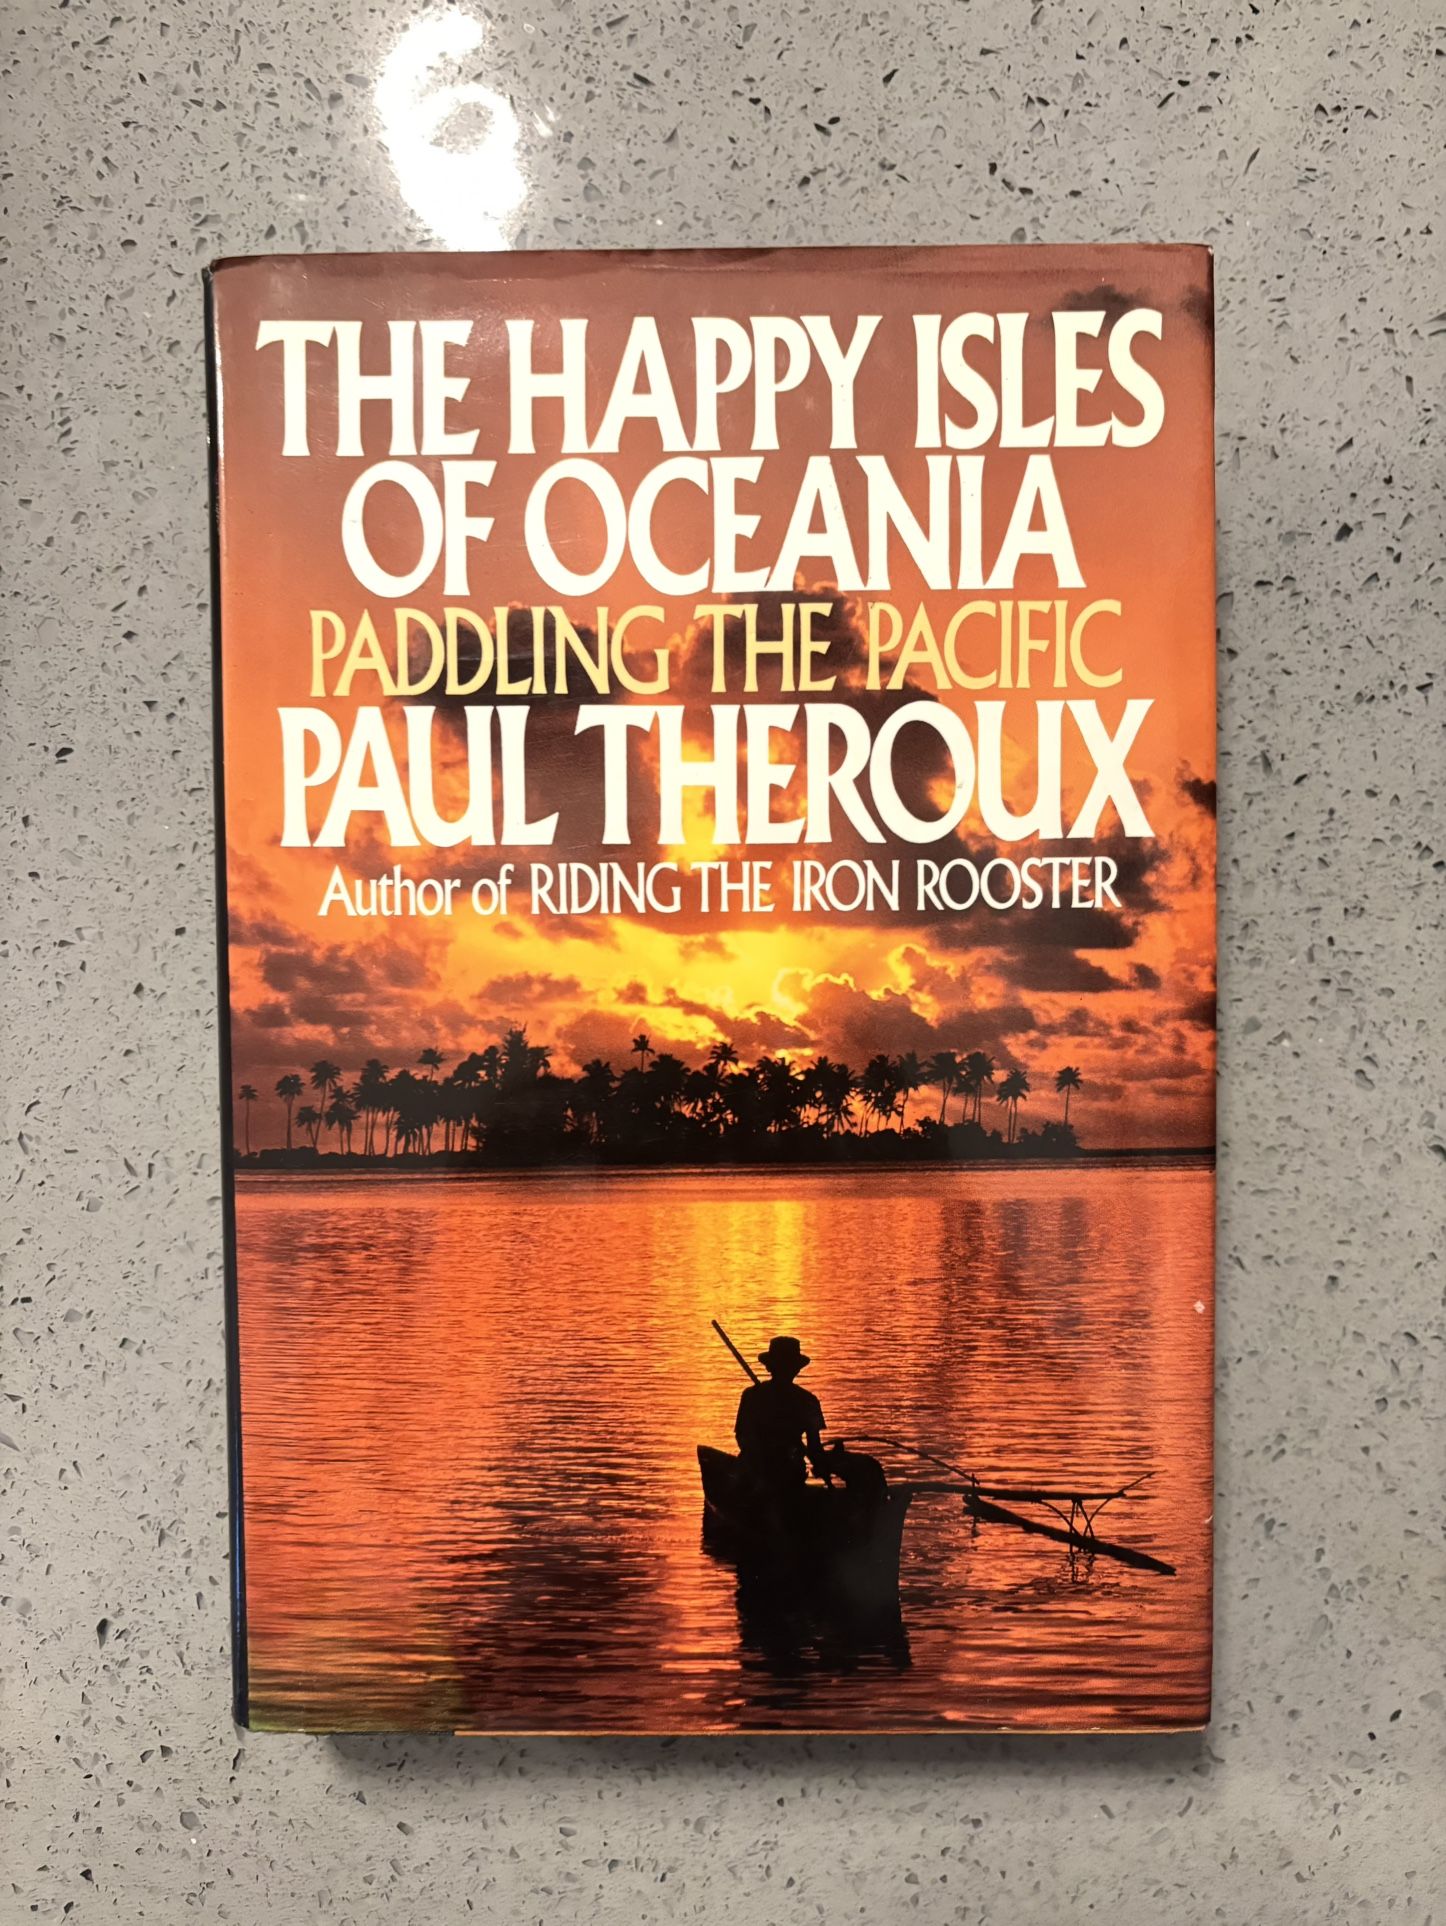 THE HAPPY ISLES
OF OCEANIA
PADDLING THE PACIFIC
PAUL THEROUX
Author of RIDING THE IRON ROOSTER